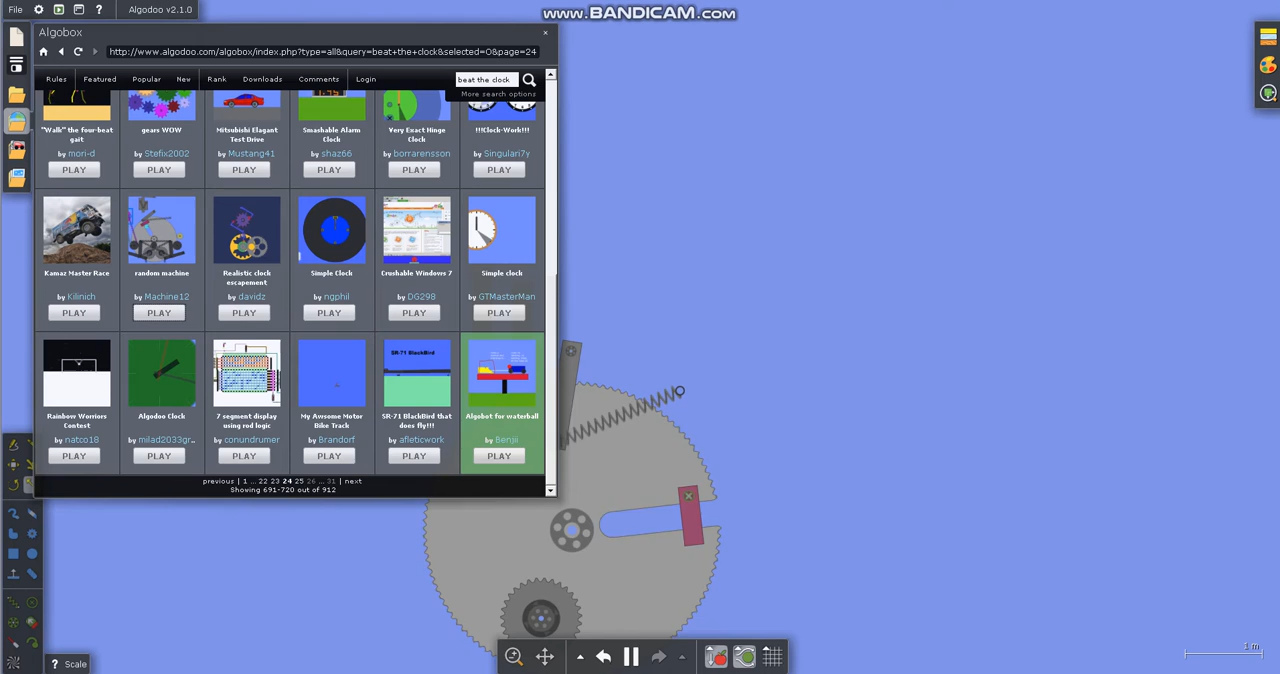 File
?
Algodoo v2.1.0
www.BANDICAM.com
Algobox
http://www.algodoo.com/algobox/index.php?type=all&query=beat+the+clock&selected=0&page=24
Rules Featured Popular New Rank Downloads Comments Login beat the clock
More search options
"Walk" the four-beat gait
by mori-d
PLAY
gears WOW
by Stefix2002
PLAY
Mitsubishi Elagant Test Drive
by Mustang41
PLAY
Smashable Alarm Clock
by shaz66
PLAY
Very Exact Hinge Clock
by borrarensson
PLAY
!!!Clock-Work!!!
by Singulari7y
PLAY
Kamaz Master Race
by Kilinich
PLAY
random machine
by Machine12
PLAY
Realistic clock escapement
by davidz
PLAY
Simple Clock
by ngphil
PLAY
Crushable Windows 7
by DG298
PLAY
Simple clock
by GTMasterMan
PLAY
Rainbow Worriors Contest
by natco18
PLAY
Algodoo Clock
by milad2033gr..
PLAY
7 segment display using rod logic
by conundrumer
PLAY
My Awsome Motor Bike Track
by Brandorf
PLAY
SR-71 BlackBird
SR-71 BlackBird that does fly!!!
by afleticwork
PLAY
Algobot for waterball
by Benjii
PLAY
previous | 1 ... 22 23 24 25 26 ... 31 | next
Showing 691-720 out of 912
? Scale
1 m